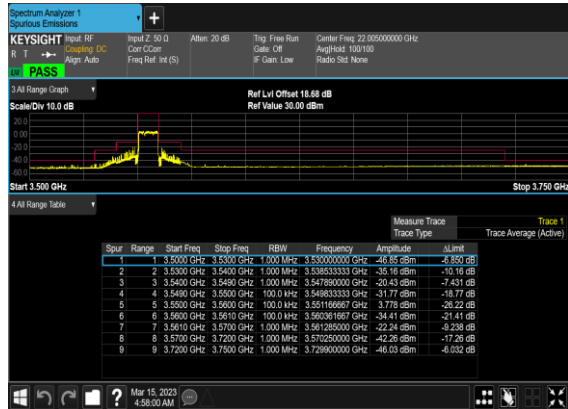 Spectrum Analyzer 1
Spurious Emissions
KEYSIGHT Input: RF Input Z: 50 Ω Atten: 20 dB Trig: Free Run Center Freq: 22.005000000 GHz
R T Coupling: DC Corr CCorr Gate: Off Avg|Hold: 100/100
Align: Auto Freq Ref: Int (S) IF Gain: Low Radio Std: None
PASS
3 All Range Graph Ref Lvl Offset 18.68 dB
Scale/Div 10.0 dB Ref Value 30.00 dBm
20.0
0.00
-20.0
-40.0
-60.0
Start 3.500 GHz Stop 3.750 GHz
4 All Range Table
Measure Trace Trace 1
Trace Type Trace Average (Active)
Spur Range Start Freq Stop Freq RBW Frequency Amplitude ΔLimit
1 1 3.5000 GHz 3.5300 GHz 1.000 MHz 3.530000000 GHz -46.85 dBm -6.850 dB
2 2 3.5300 GHz 3.5400 GHz 1.000 MHz 3.538533333 GHz -35.16 dBm -10.16 dB
3 3 3.5400 GHz 3.5490 GHz 1.000 MHz 3.547890000 GHz -20.43 dBm -7.431 dB
4 4 3.5490 GHz 3.5500 GHz 100.0 kHz 3.549833333 GHz -31.77 dBm -18.77 dB
5 5 3.5500 GHz 3.5600 GHz 100.0 kHz 3.551166667 GHz 3.778 dBm -26.22 dB
6 6 3.5600 GHz 3.5610 GHz 100.0 kHz 3.560361667 GHz -34.41 dBm -21.41 dB
7 7 3.5610 GHz 3.5700 GHz 1.000 MHz 3.561285000 GHz -22.24 dBm -9.238 dB
8 8 3.5700 GHz 3.7200 GHz 1.000 MHz 3.570250000 GHz -42.26 dBm -17.26 dB
9 9 3.7200 GHz 3.7500 GHz 1.000 MHz 3.729900000 GHz -46.03 dBm -6.032 dB
Mar 15, 2023
4:58:00 AM